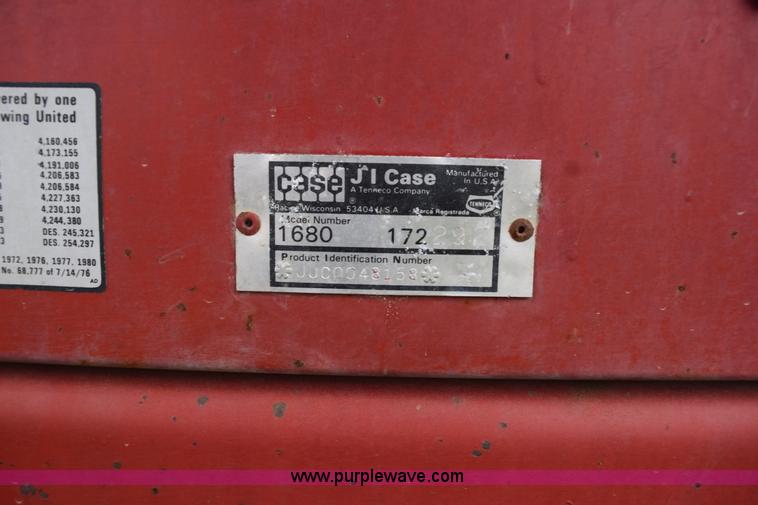 ered by one
wing United
4,160,456
4,173,155
4,191,006
4,206,583
4,206,584
4,227,363
4,230,130
4,244,380
DES. 245,321
DES. 254,297
1972, 1976, 1977, 1980
No. 68,777 of 7/14/76
AD
case
J I Case
A Tenneco Company
Manufactured
in U.S.A.
Racine Wisconsin 53404 U.S.A.
Marca Registrada
TENNECO
Model Number
1680 172
Product Identification Number
*JJC0048158*
www.purplewave.com